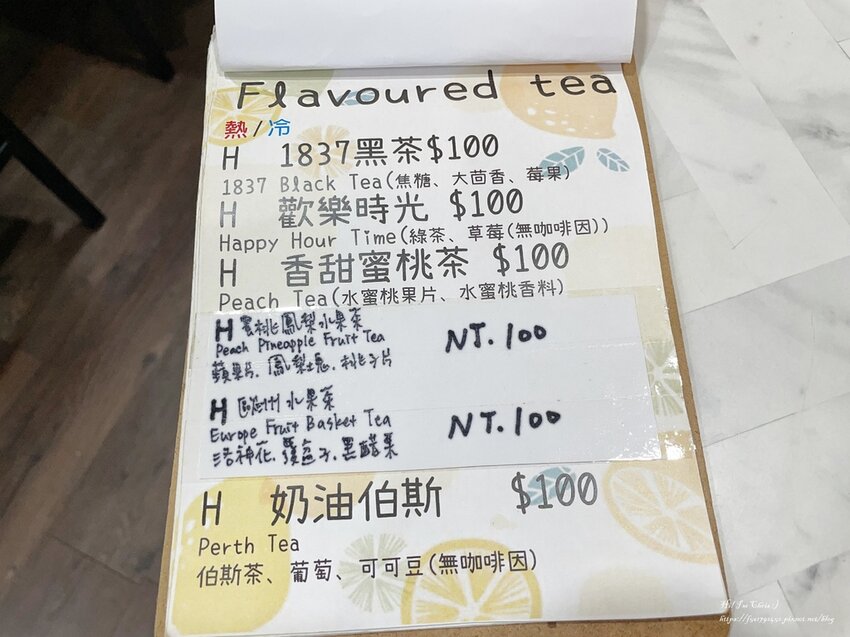 Flavoured tea
熱/冷
H 1837黑茶$100
1837 Black Tea(焦糖、大茴香、莓果)
H 歡樂時光 $100
Happy Hour Time(綠茶、草莓(無咖啡因))
H 香甜蜜桃茶 $100
Peach Tea(水蜜桃果片、水蜜桃香料)
H 蜜桃鳳梨水果茶
Peach Pineapple Fruit Tea NT.100
蘋果片、鳳梨塊、桃子片
H 歐洲水果茶
Europe Fruit Basket Tea NT.100
洛神花、覆盆子、黑醋栗
H 奶油伯斯 $100
Perth Tea
伯斯茶、葡萄、可可豆(無咖啡因)
Hi! I'm Chris :)